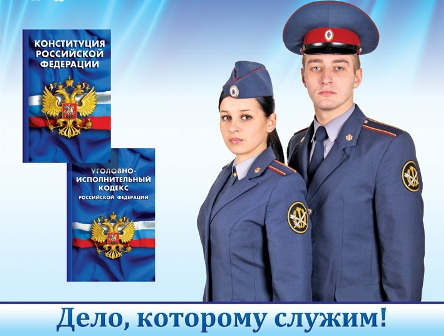 КОНСТИТУЦИЯ
РОССИЙСКОЙ
ФЕДЕРАЦИИ
УГОЛОВНО-
ИСПОЛНИТЕЛЬНЫЙ
КОДЕКС
РОССИЙСКОЙ ФЕДЕРАЦИИ
Дело, которому служим!